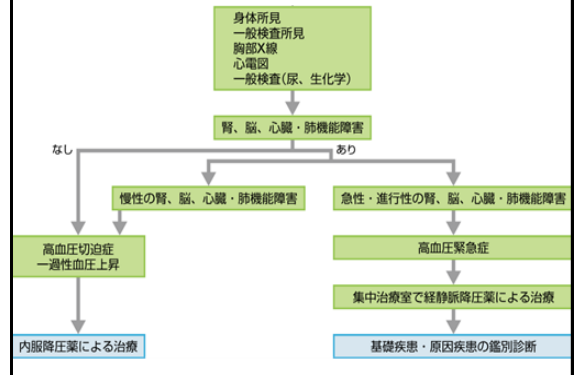 身体所見
一般検査所見
胸部X線
心電図
一般検査(尿、生化学)
腎、脳、心臓・肺機能障害
なし
あり
慢性の腎、脳、心臓・肺機能障害
急性・進行性の腎、脳、心臓・肺機能障害
高血圧切迫症
一過性血圧上昇
高血圧緊急症
集中治療室で経静脈降圧薬による治療
内服降圧薬による治療
基礎疾患・原因疾患の鑑別診断